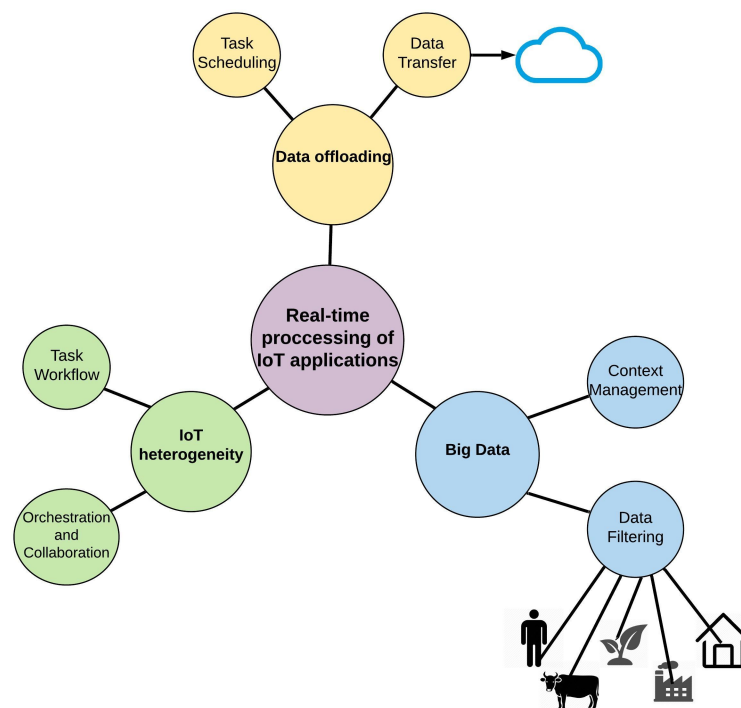 Task
Scheduling
Data
Transfer
Data offloading
Real-time
proccessing of
IoT applications
Task
Workflow
IoT
heterogeneity
Orchestration
and
Collaboration
Context
Management
Big Data
Data
Filtering